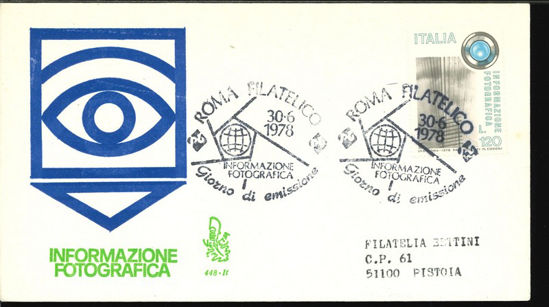 ITALIA
INFORMAZIONE
FOTOGRAFICA
L. 120
ROMA FILATELICO
30·6
1978
INFORMAZIONE
FOTOGRAFICA
Giorno di emissione
ROMA FILATELICO
30·6
1978
INFORMAZIONE
FOTOGRAFICA
Giorno di emissione
INFORMAZIONE
FOTOGRAFICA
448-It
FILATELIA BETTINI
C.P. 61
51100 PISTOIA